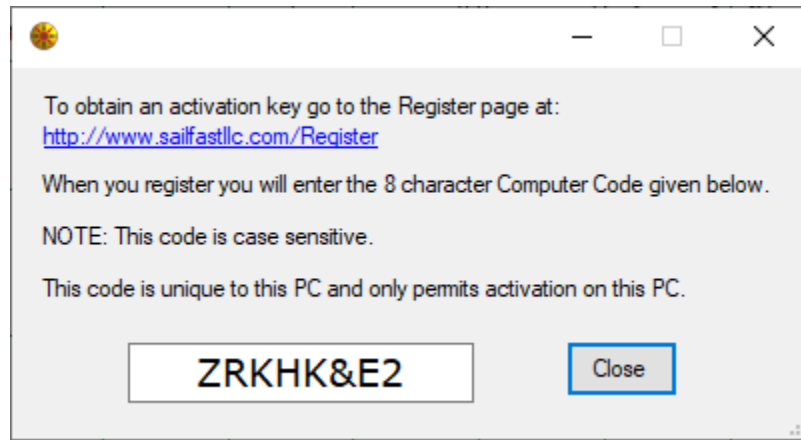 To obtain an activation key go to the Register page at:
http://www.sailfastllc.com/Register
When you register you will enter the 8 character Computer Code given below.
NOTE: This code is case sensitive.
This code is unique to this PC and only permits activation on this PC.
ZRKHK&E2
Close